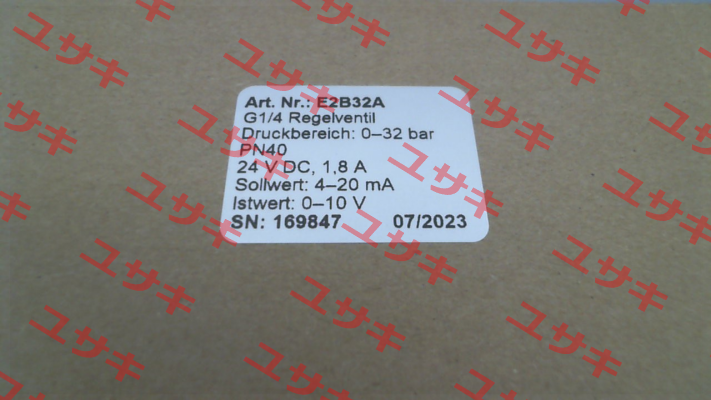 Art. Nr.: E2B32A
G1/4 Regelventil
Druckbereich: 0–32 bar
PN40
24 V DC, 1,8 A
Sollwert: 4–20 mA
Istwert: 0–10 V
SN: 169847 07/2023
ユサキ